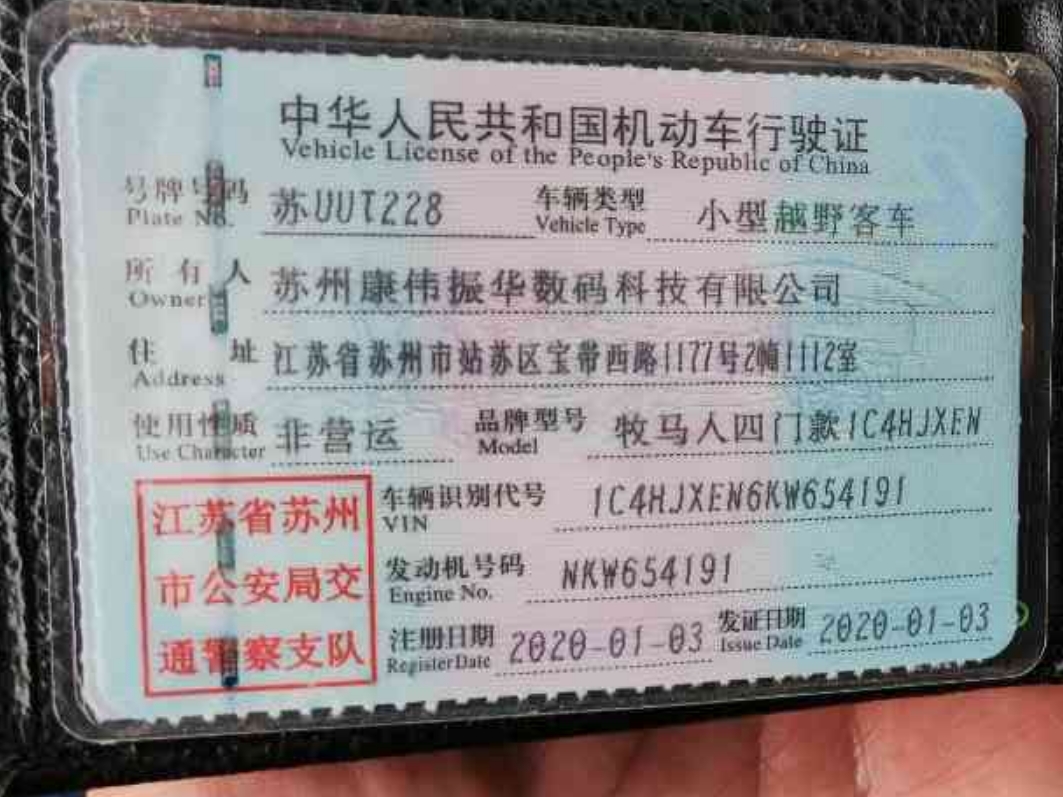 中华人民共和国机动车行驶证
Vehicle License of the People's Republic of China
号牌号码 苏UUT228 车辆类型 小型越野客车
Plate No. Vehicle Type
所有人 苏州康伟振华数码科技有限公司
Owner
住址 江苏省苏州市姑苏区宝带西路1177号2幢1112室
Address
使用性质 非营运 品牌型号 牧马人四门款1C4HJXEN
Use Character Model
江苏省苏州
市公安局交
通警察支队
车辆识别代号 1C4HJXEN6KW654191
VIN
发动机号码 NKW654191
Engine No.
注册日期 2020-01-03 发证日期 2020-01-03
Register Date Issue Date